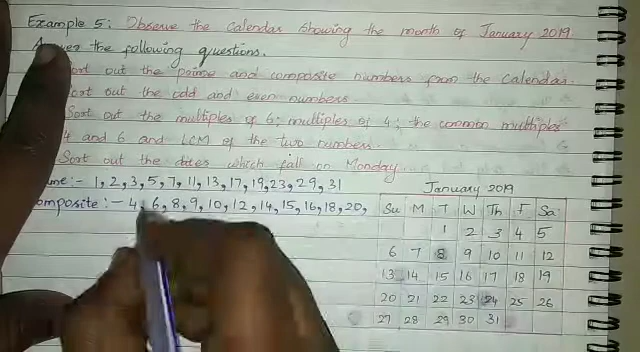 Example 5: Observe the Calendar showing the month of January 2019
the following questions.
out the prime and composite numbers from the Calendar.
out the odd and even numbers.
Sort out the multiples of 6; multiples of 4; the common multiples
4 and 6 and LCM of the two numbers.
Sort out the dates which fall on Monday.
:- 1, 2, 3, 5, 7, 11, 13, 17, 19, 23, 29, 31
omposite :- 4, 6, 8, 9, 10, 12, 14, 15, 16, 18, 20,
January 2019
Su M T W Th F Sa
1 2 3 4 5
6 7 8 9 10 11 12
13 14 15 16 17 18 19
20 21 22 23 24 25 26
27 28 29 30 31